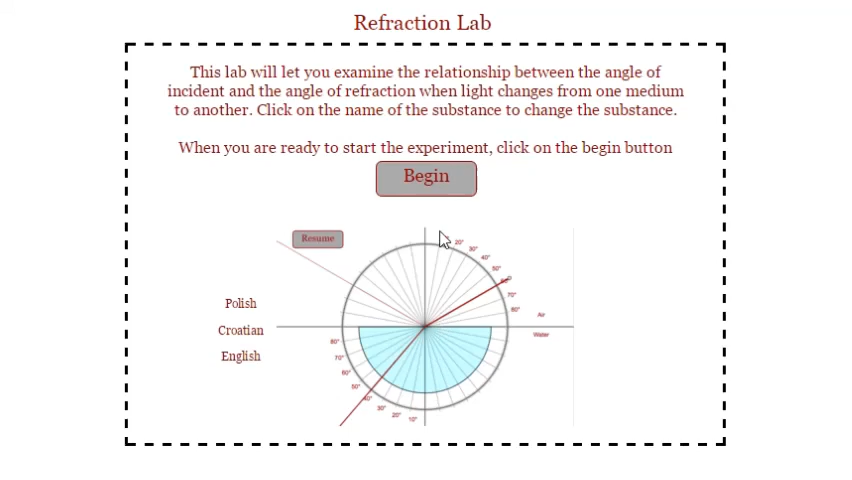 Refraction Lab
This lab will let you examine the relationship between the angle of
incident and the angle of refraction when light changes from one medium
to another. Click on the name of the substance to change the substance.
When you are ready to start the experiment, click on the begin button
Begin
Resume
20°
30°
40°
50°
70°
80°
Air
Water
Polish
Croatian
English
80°
70°
60°
50°
40°
30°
20°
10°